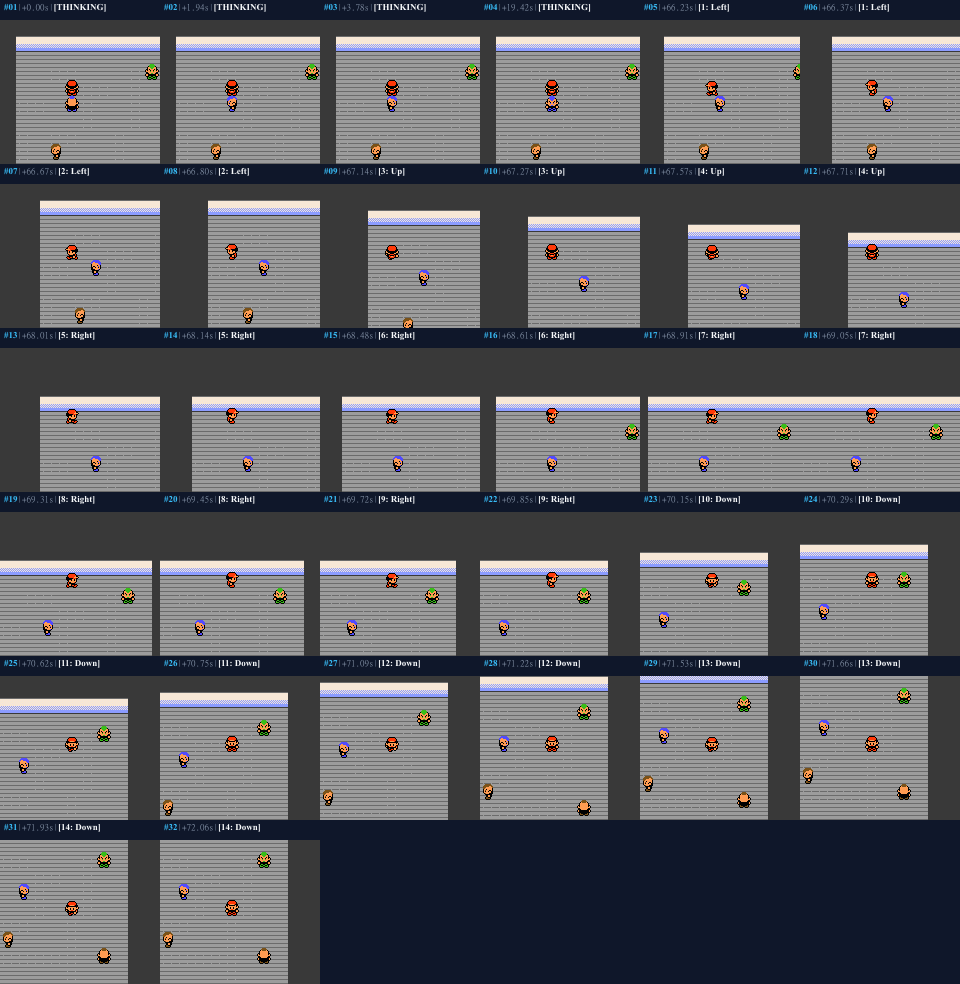 #01|+0.00s| [THINKING] #02|+1.94s| [THINKING] #03|+3.78s| [THINKING] #04|+19.42s| [THINKING] #05|+66.23s| [1: Left] #06|+66.37s| [1: Left]
#07|+66.67s| [2: Left] #08|+66.80s| [2: Left] #09|+67.14s| [3: Up] #10|+67.27s| [3: Up] #11|+67.57s| [4: Up] #12|+67.71s| [4: Up]
#13|+68.01s| [5: Right] #14|+68.14s| [5: Right] #15|+68.48s| [6: Right] #16|+68.61s| [6: Right] #17|+68.91s| [7: Right] #18|+69.05s| [7: Right]
#19|+69.31s| [8: Right] #20|+69.45s| [8: Right] #21|+69.72s| [9: Right] #22|+69.85s| [9: Right] #23|+70.15s| [10: Down] #24|+70.29s| [10: Down]
#25|+70.62s| [11: Down] #26|+70.75s| [11: Down] #27|+71.09s| [12: Down] #28|+71.22s| [12: Down] #29|+71.53s| [13: Down] #30|+71.66s| [13: Down]
#31|+71.93s| [14: Down] #32|+72.06s| [14: Down]